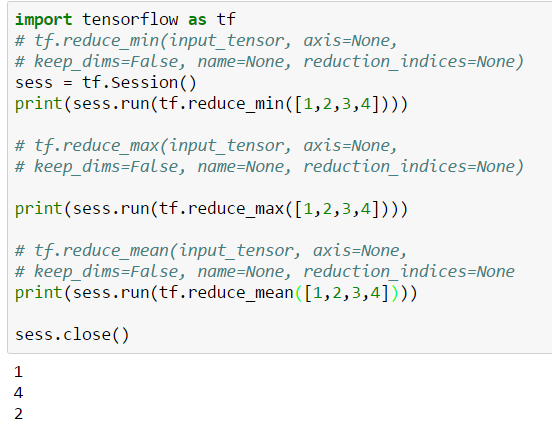 import tensorflow as tf
# tf.reduce_min(input_tensor, axis=None,
# keep_dims=False, name=None, reduction_indices=None)
sess = tf.Session()
print(sess.run(tf.reduce_min([1,2,3,4])))
# tf.reduce_max(input_tensor, axis=None,
# keep_dims=False, name=None, reduction_indices=None)
print(sess.run(tf.reduce_max([1,2,3,4])))
# tf.reduce_mean(input_tensor, axis=None,
# keep_dims=False, name=None, reduction_indices=None
print(sess.run(tf.reduce_mean([1,2,3,4])))
sess.close()
1
4
2